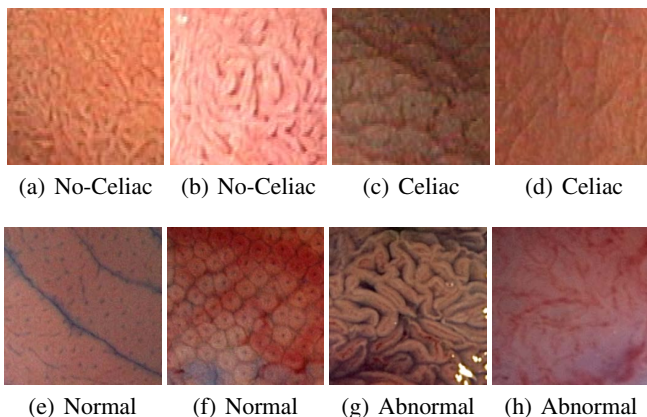 (a) No-Celiac (b) No-Celiac (c) Celiac (d) Celiac
(e) Normal (f) Normal (g) Abnormal (h) Abnormal